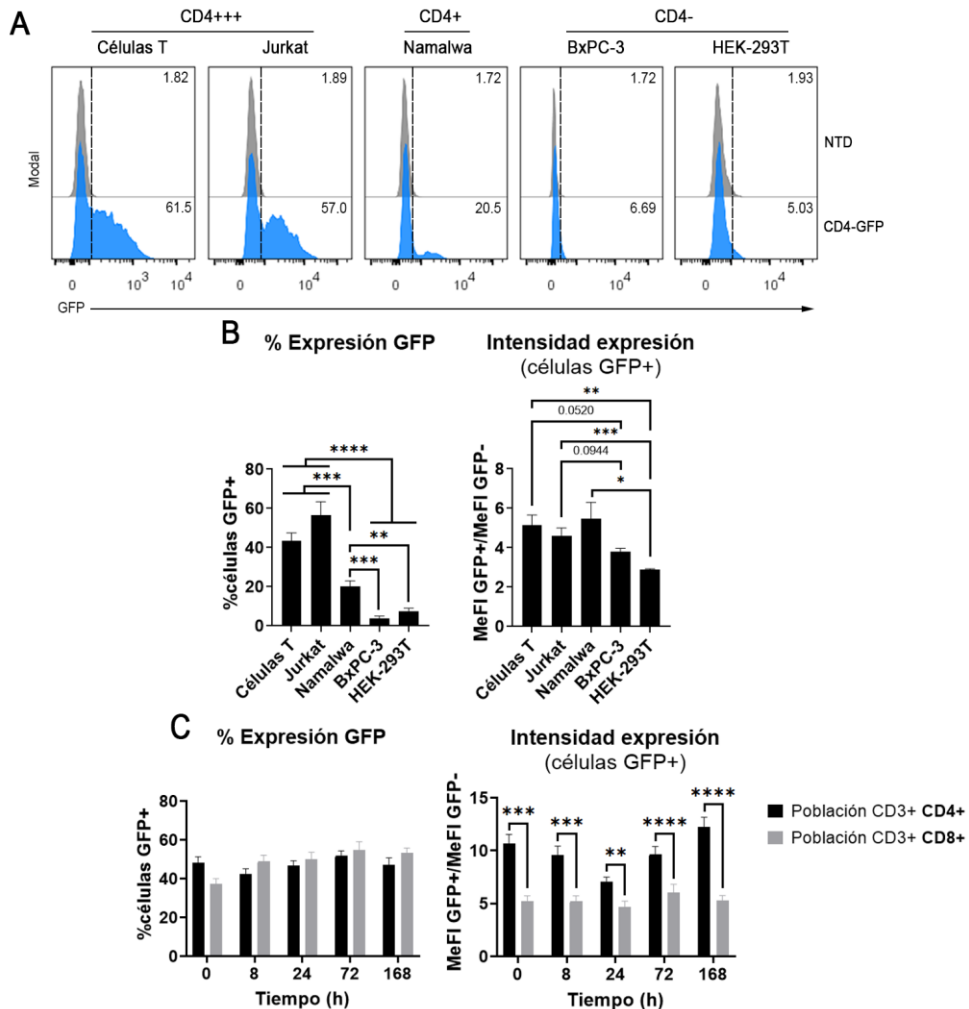 A
CD4+++
CD4+
CD4-
Células T
Jurkat
Namalwa
BxPC-3
HEK-293T
Modal
1.82
1.89
1.72
1.72
1.93
NTD
61.5
57.0
20.5
6.69
5.03
CD4-GFP
0 10³ 10⁴
0 10⁴
0 10⁴
0 10⁴
0 10⁴
GFP
B
% Expresión GFP
Intensidad expresión
(células GFP+)
%células GFP+
80
60
40
20
0
****
***
**
***
Células T
Jurkat
Namalwa
BxPC-3
HEK-293T
MeFI GFP+/MeFI GFP-
8
6
4
2
0
**
0.0520
***
0.0944
*
Células T
Jurkat
Namalwa
BxPC-3
HEK-293T
C
% Expresión GFP
Intensidad expresión
(células GFP+)
%células GFP+
80
60
40
20
0
0 8 24 72 168
Tiempo (h)
MeFI GFP+/MeFI GFP-
15
10
5
0
*** *** ** **** ****
0 8 24 72 168
Tiempo (h)
Población CD3+ CD4+
Población CD3+ CD8+